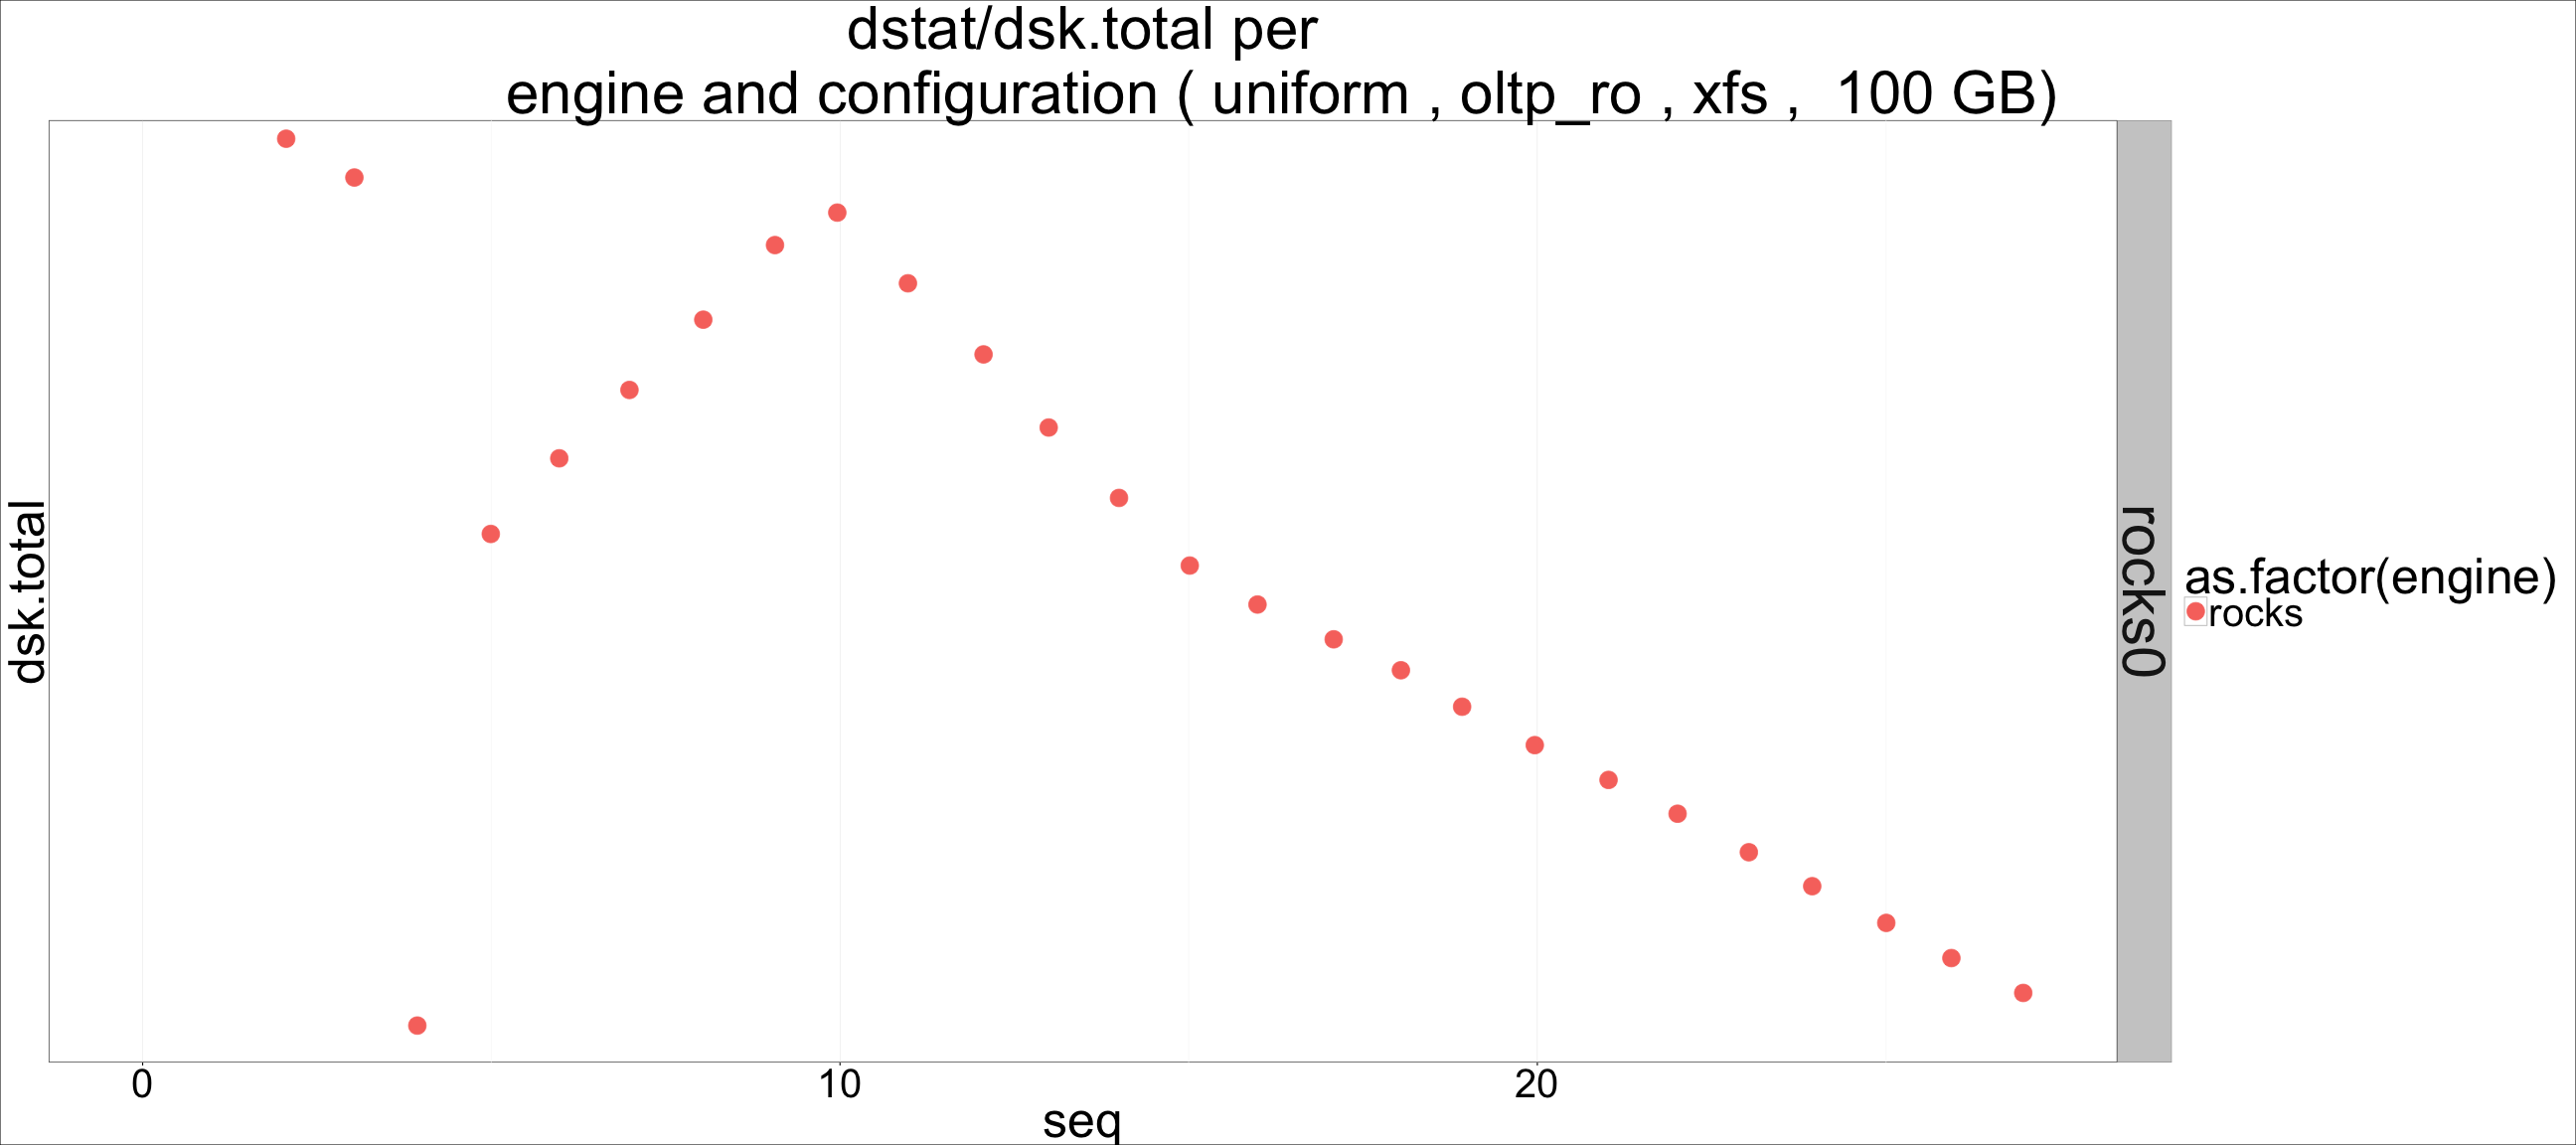 dstat/dsk.total per
engine and configuration ( uniform , oltp_ro , xfs ,  100 GB)
dsk.total
rocks0
as.factor(engine)
rocks
0
10
20
seq